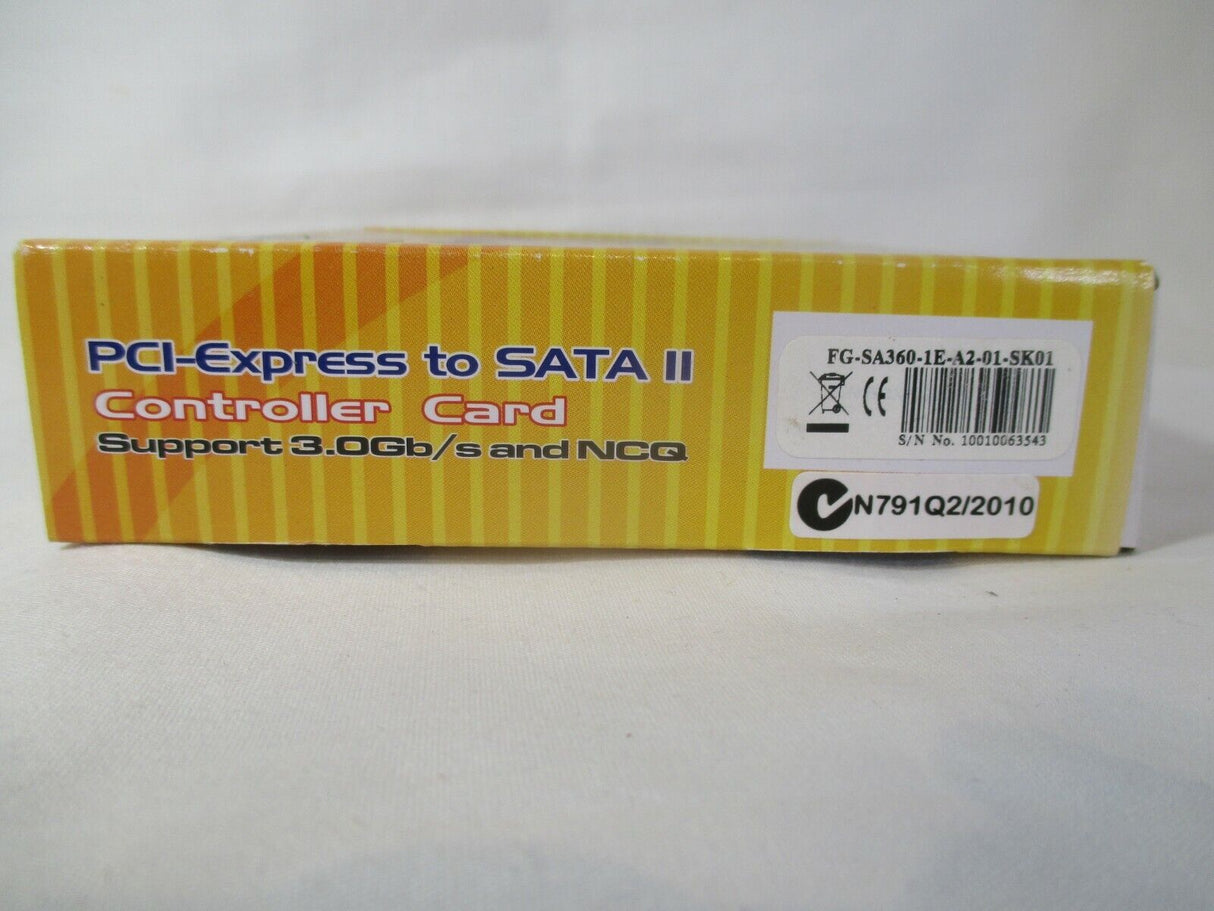 PCI-Express to SATA II
Controller Card
Support 3.0Gb/s and NCQ
FG-SA360-1E-A2-01-SK01
CE
S/N No. 10010063543
N791Q2/2010